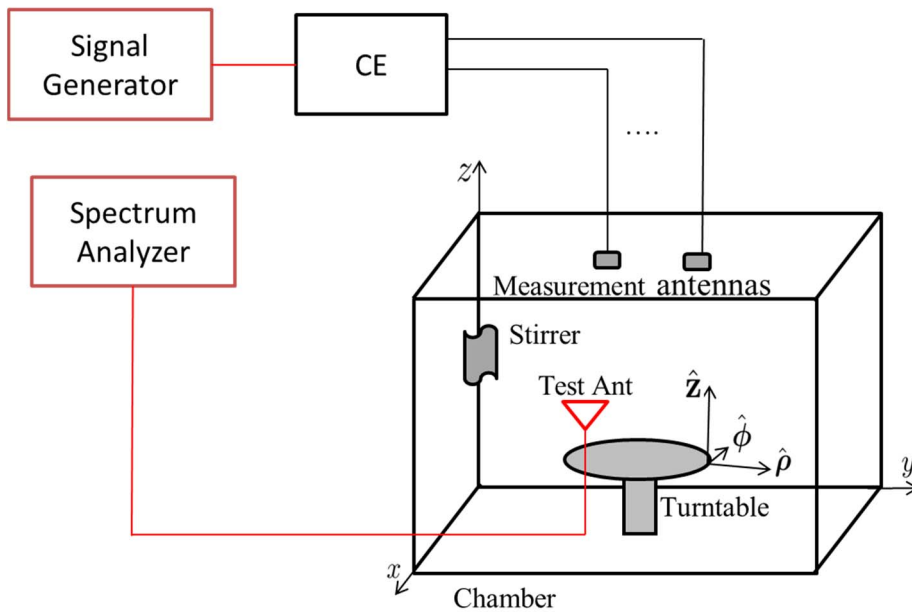 Signal
Generator
CE
....
Spectrum
Analyzer
z
Measurement antennas
Stirrer
Test Ant
ẑ
ϕ̂
ρ̂
y
Turntable
x
Chamber